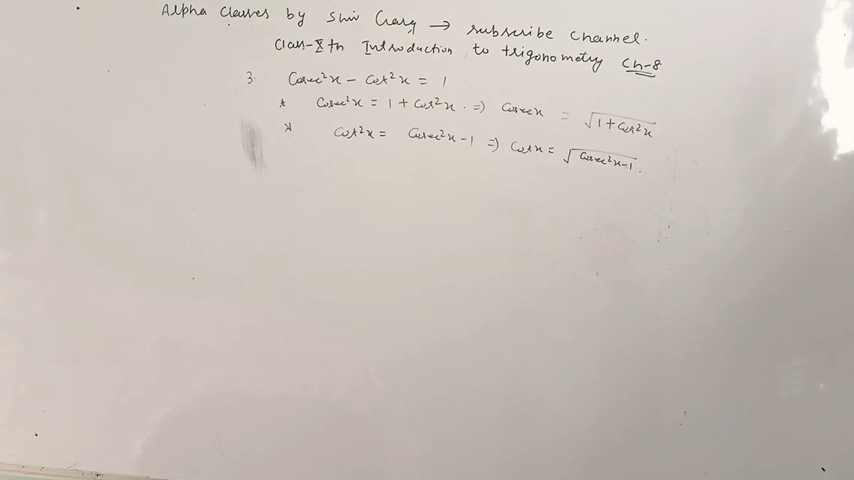 Alpha Classes by Shiv Garg → subscribe channel.
Class-Xth Introduction to trigonometry Ch-8
3. Cosec²x - Cot²x = 1
* Cosec²x = 1 + Cot²x. ⇒ Cosecx = √1+Cot²x
* Cot²x = Cosec²x - 1 ⇒ Cotx = √Cosec²x-1.